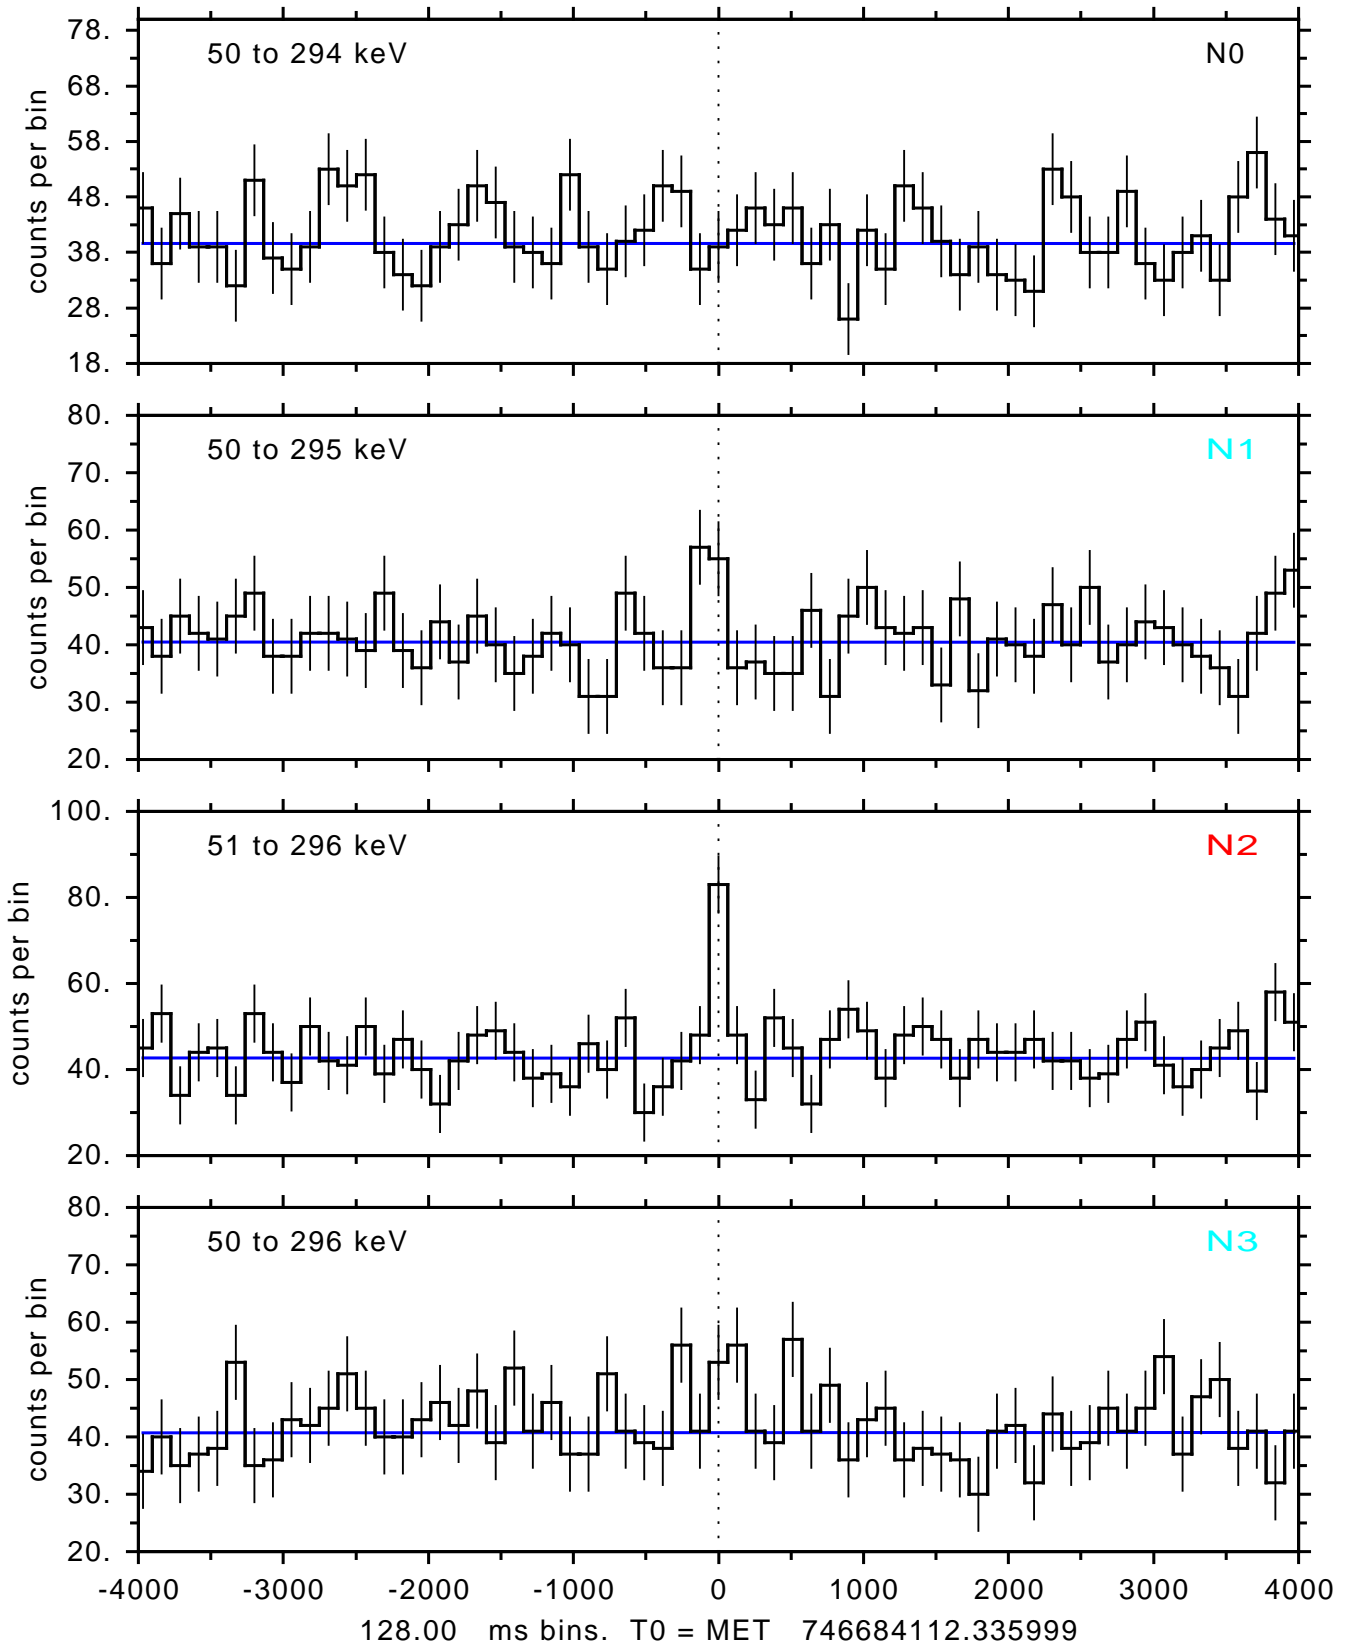 50 to 294 keV N0
78.
68.
58.
48.
38.
28.
18.
counts per bin
50 to 295 keV N1
80.
70.
60.
50.
40.
30.
20.
counts per bin
51 to 296 keV N2
100.
80.
60.
40.
20.
counts per bin
50 to 296 keV N3
80.
70.
60.
50.
40.
30.
20.
counts per bin
-4000 -3000 -2000 -1000 0 1000 2000 3000 4000
128.00 ms bins. T0 = MET 746684112.335999